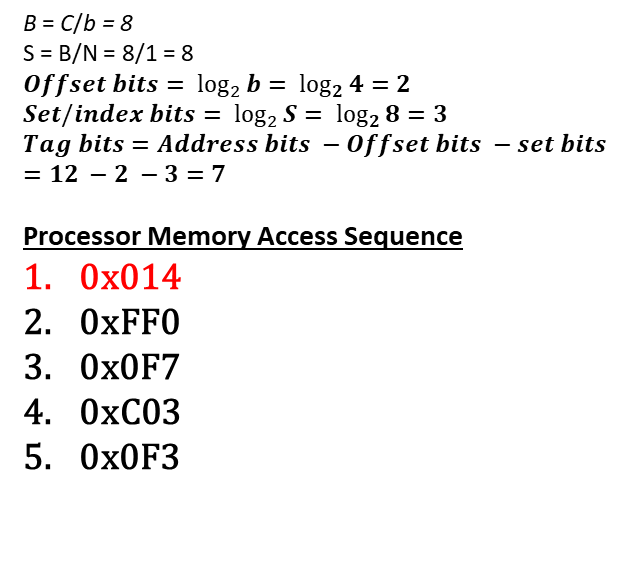 B = C/b = 8
S = B/N = 8/1 = 8
Offset bits = log₂ b = log₂ 4 = 2
Set/index bits = log₂ S = log₂ 8 = 3
Tag bits = Address bits − Offset bits − set bits
= 12 − 2 − 3 = 7
Processor Memory Access Sequence
1. 0x014
2. 0xFF0
3. 0x0F7
4. 0xC03
5. 0x0F3